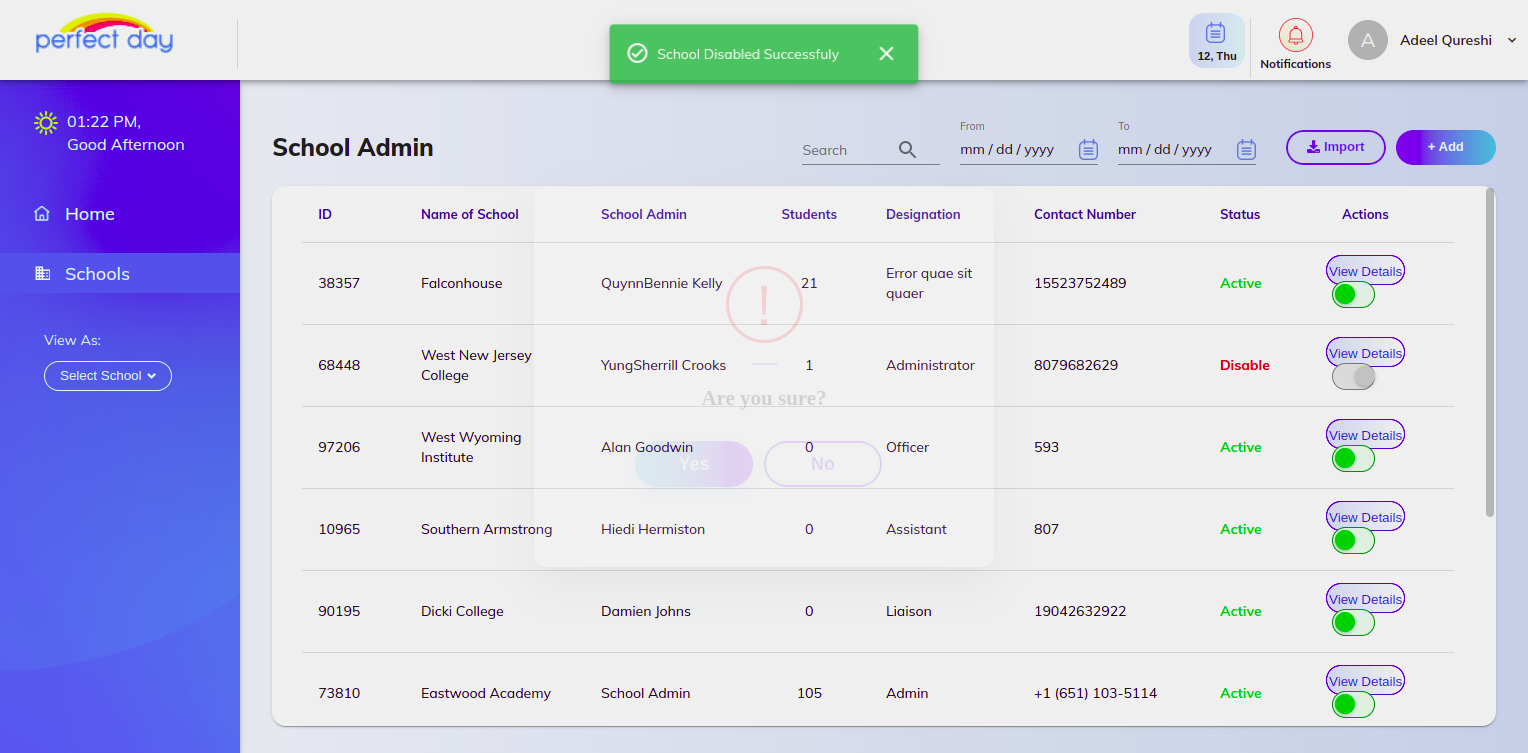 perfect day
School Disabled Successfuly
12, Thu
Notifications
A
Adeel Qureshi
01:22 PM,
Good Afternoon
Home
Schools
View As:
Select School
School Admin
Search
From
mm / dd / yyyy
To
mm / dd / yyyy
Import
+ Add
ID Name of School School Admin Students Designation Contact Number Status Actions
38357 Falconhouse QuynnBennie Kelly 21 Error quae sit
quaer 15523752489 Active View Details
68448 West New Jersey
College YungSherrill Crooks 1 Administrator 8079682629 Disable View Details
97206 West Wyoming
Institute Alan Goodwin 0 Officer 593 Active View Details
10965 Southern Armstrong Hiedi Hermiston 0 Assistant 807 Active View Details
90195 Dicki College Damien Johns 0 Liaison 19042632922 Active View Details
73810 Eastwood Academy School Admin 105 Admin +1 (651) 103-5114 Active View Details
!
Are you sure?
Yes
No